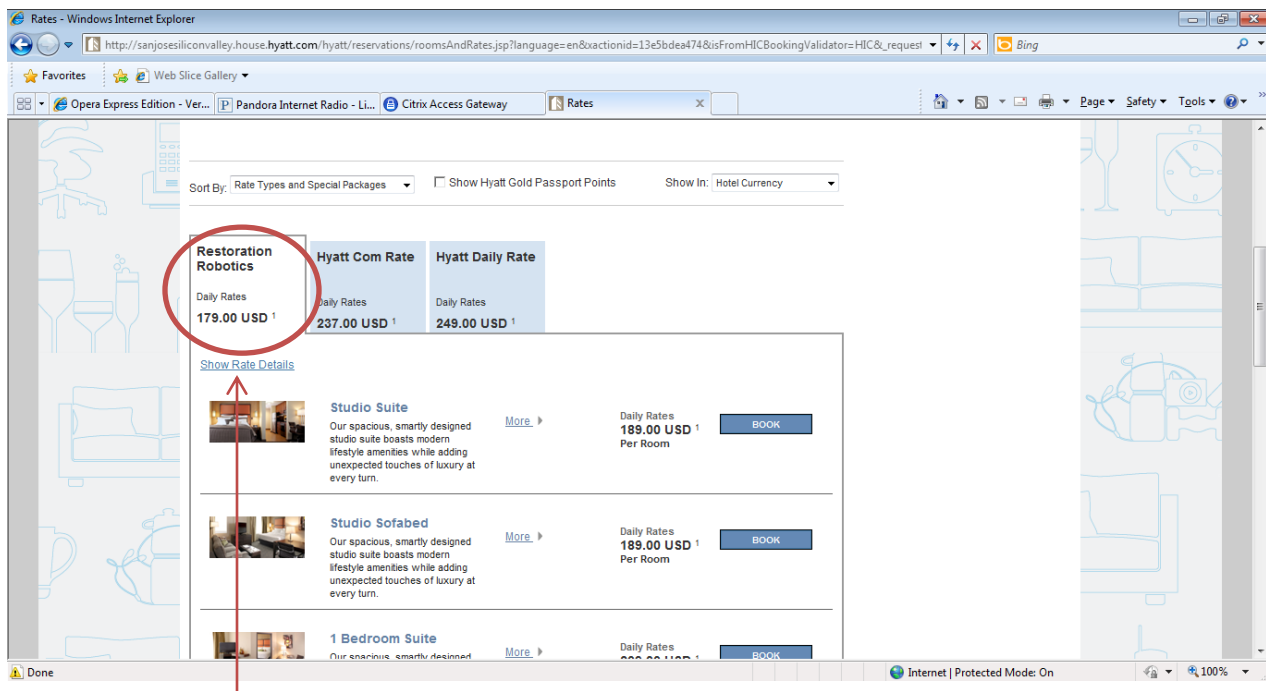 Rates - Windows Internet Explorer
http://sanjosesiliconvalley.house.hyatt.com/hyatt/reservations/roomsAndRates.jsp?language=en&xactionid=13e5bdea474&isFromHICBookingValidator=HIC&_request
Bing
Favorites Web Slice Gallery
Opera Express Edition - Ver... Pandora Internet Radio - Li... Citrix Access Gateway Rates X
Page Safety Tools »
Sort By: Rate Types and Special Packages Show Hyatt Gold Passport Points Show In: Hotel Currency
Restoration
Robotics
Daily Rates
179.00 USD 1
Hyatt Com Rate
Daily Rates
237.00 USD 1
Hyatt Daily Rate
Daily Rates
249.00 USD 1
Show Rate Details
Studio Suite
Our spacious, smartly designed
studio suite boasts modern
lifestyle amenities while adding
unexpected touches of luxury at
every turn.
More
Daily Rates
189.00 USD 1
Per Room
BOOK
Studio Sofabed
Our spacious, smartly designed
studio suite boasts modern
lifestyle amenities while adding
unexpected touches of luxury at
every turn.
More
Daily Rates
189.00 USD 1
Per Room
BOOK
1 Bedroom Suite
Our spacious, smartly designed
More
Daily Rates
USD 1
BOOK
Done Internet | Protected Mode: On 100%